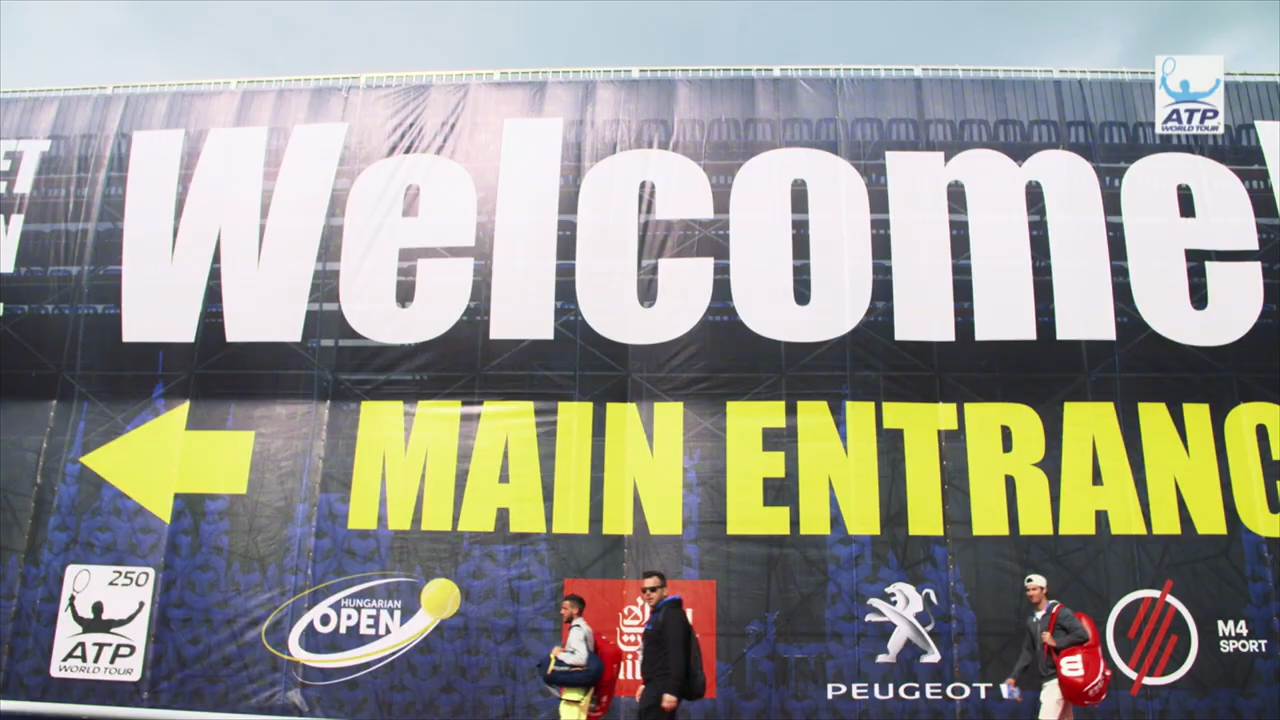 ATP
WORLD TOUR
Welcome
MAIN ENTRANC
250
ATP
WORLD TOUR
HUNGARIAN
OPEN
PEUGEOT
M4
SPORT